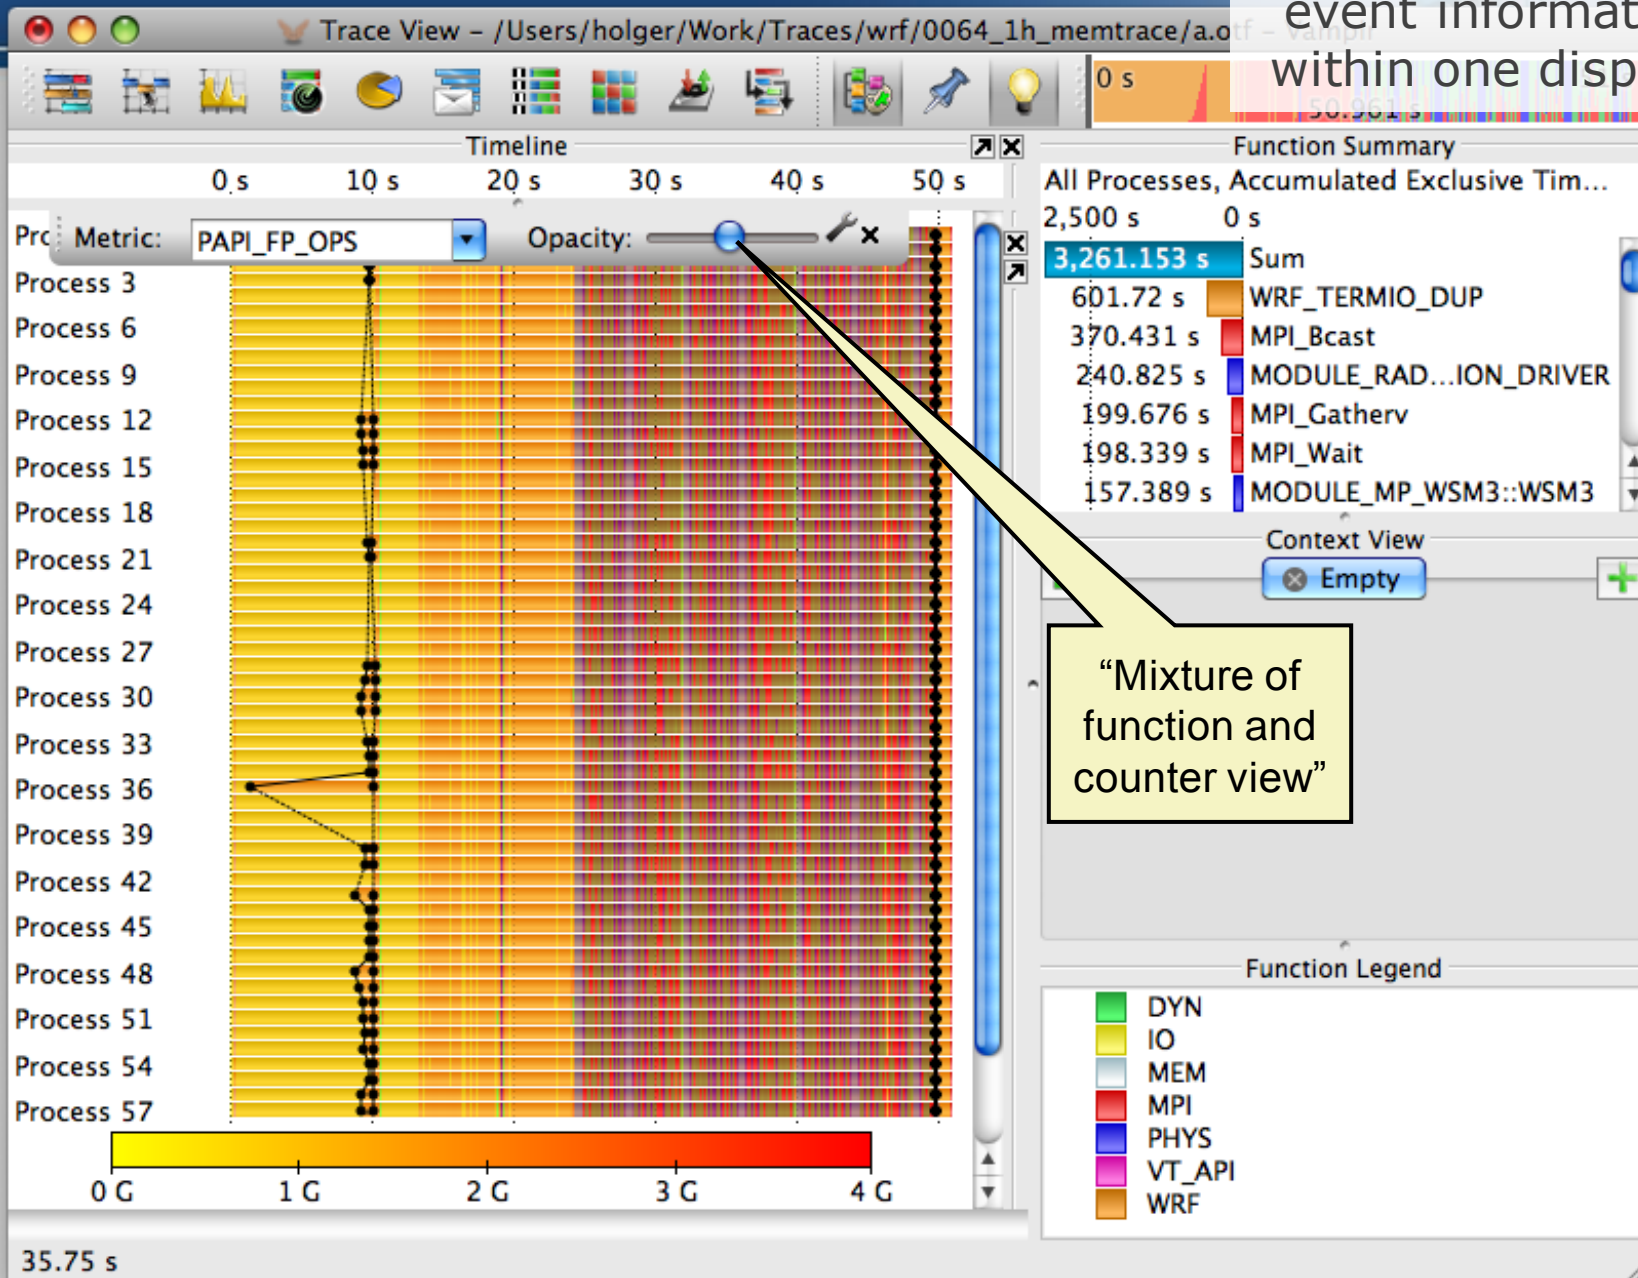 event informat
within one disp
Trace View – /Users/holger/Work/Traces/wrf/0064_1h_memtrace/a.otf – Vampir
0 s
50.961 s
Timeline
0 s 10 s 20 s 30 s 40 s 50 s
Metric: PAPI_FP_OPS Opacity:
Process 3
Process 6
Process 9
Process 12
Process 15
Process 18
Process 21
Process 24
Process 27
Process 30
Process 33
Process 36
Process 39
Process 42
Process 45
Process 48
Process 51
Process 54
Process 57
0 G 1 G 2 G 3 G 4 G
35.75 s
Function Summary
All Processes, Accumulated Exclusive Tim...
2,500 s 0 s
3,261.153 s Sum
601.72 s WRF_TERMIO_DUP
370.431 s MPI_Bcast
240.825 s MODULE_RAD...ION_DRIVER
199.676 s MPI_Gatherv
198.339 s MPI_Wait
157.389 s MODULE_MP_WSM3::WSM3
Context View
Empty
“Mixture of
function and
counter view”
Function Legend
DYN
IO
MEM
MPI
PHYS
VT_API
WRF